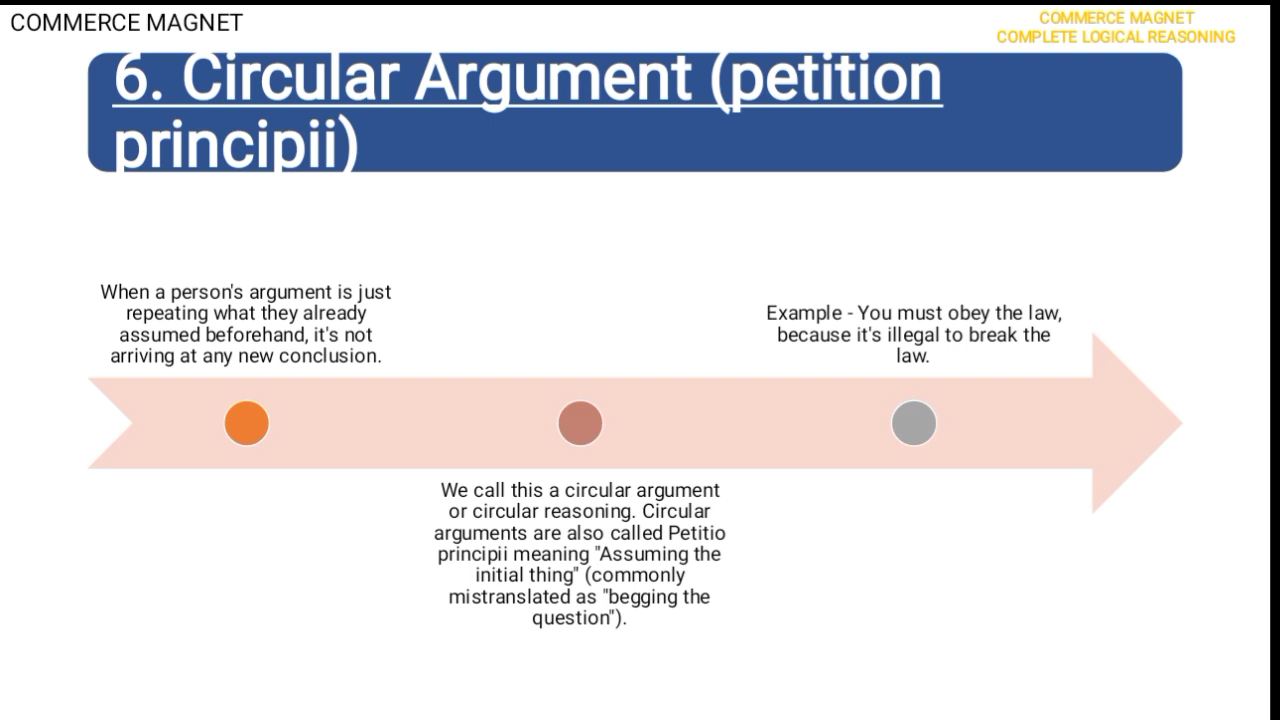 COMMERCE MAGNET
COMMERCE MAGNET
COMPLETE LOGICAL REASONING
6. Circular Argument (petition
principii)
When a person's argument is just
repeating what they already
assumed beforehand, it's not
arriving at any new conclusion.
We call this a circular argument
or circular reasoning. Circular
arguments are also called Petitio
principii meaning "Assuming the
initial thing" (commonly
mistranslated as "begging the
question").
Example - You must obey the law,
because it's illegal to break the
law.